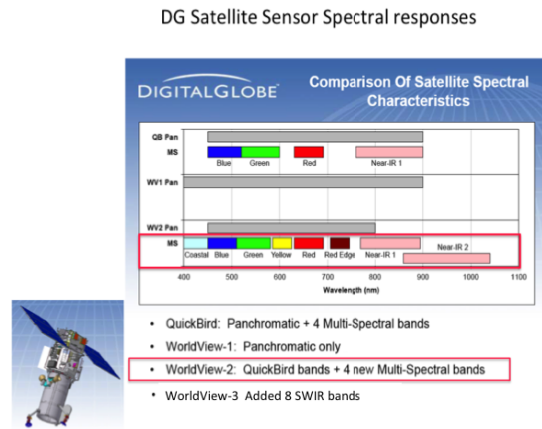 DG Satellite Sensor Spectral responses
DIGITALGLOBE
Comparison Of Satellite Spectral
Characteristics
QB Pan
MS
Blue Green Red Near-IR 1
WV1 Pan
WV2 Pan
MS
Coastal Blue Green Yellow Red Red Edge Near-IR 1 Near-IR 2
400 500 600 700 800 900 1000 1100
Wavelength (nm)
• QuickBird: Panchromatic + 4 Multi-Spectral bands
• WorldView-1: Panchromatic only
• WorldView-2: QuickBird bands + 4 new Multi-Spectral bands
• WorldView-3 Added 8 SWIR bands